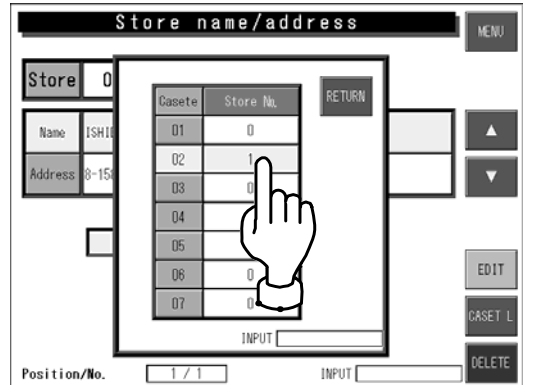 Store name/address
MENU
Store 0
Casete Store No.
RETURN
01 0
Name ISHI
02 1
Address 8-15
03 0
04
05
06 0
EDIT
07 0
CASET L
INPUT
DELETE
Position/No. 1 / 1 INPUT